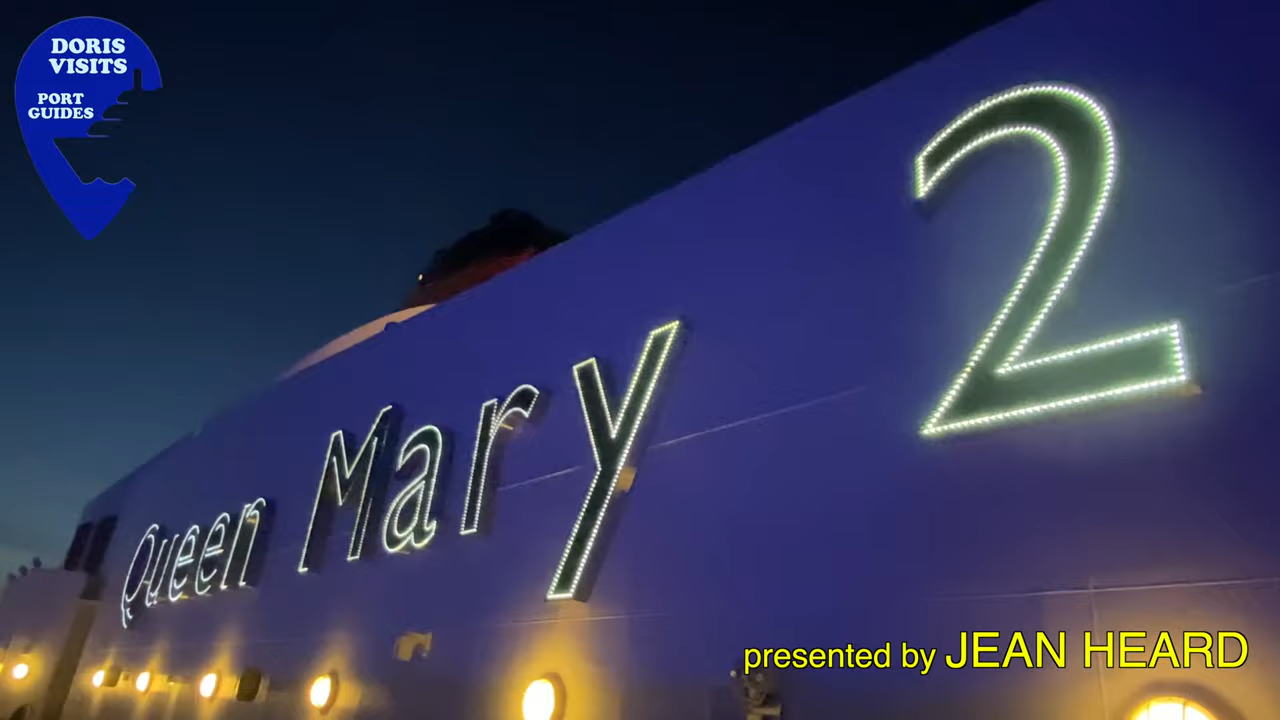 DORIS
VISITS
PORT
GUIDES
Queen Mary 2
presented by JEAN HEARD